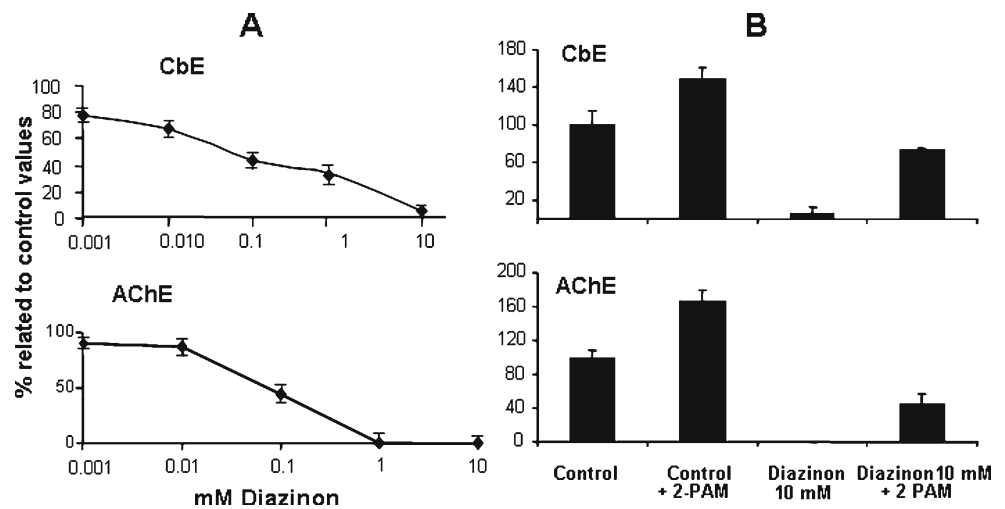 A
B
CbE
100
80
60
40
20
0
0.001
0.010
0.1
1
10
AChE
100
50
0
0.001
0.01
0.1
1
10
mM Diazinon
% related to control values
CbE
180
140
100
60
20
AChE
200
160
120
80
40
0
Control
Control
+ 2-PAM
Diazinon
10 mM
Diazinon10 mM
+ 2 PAM